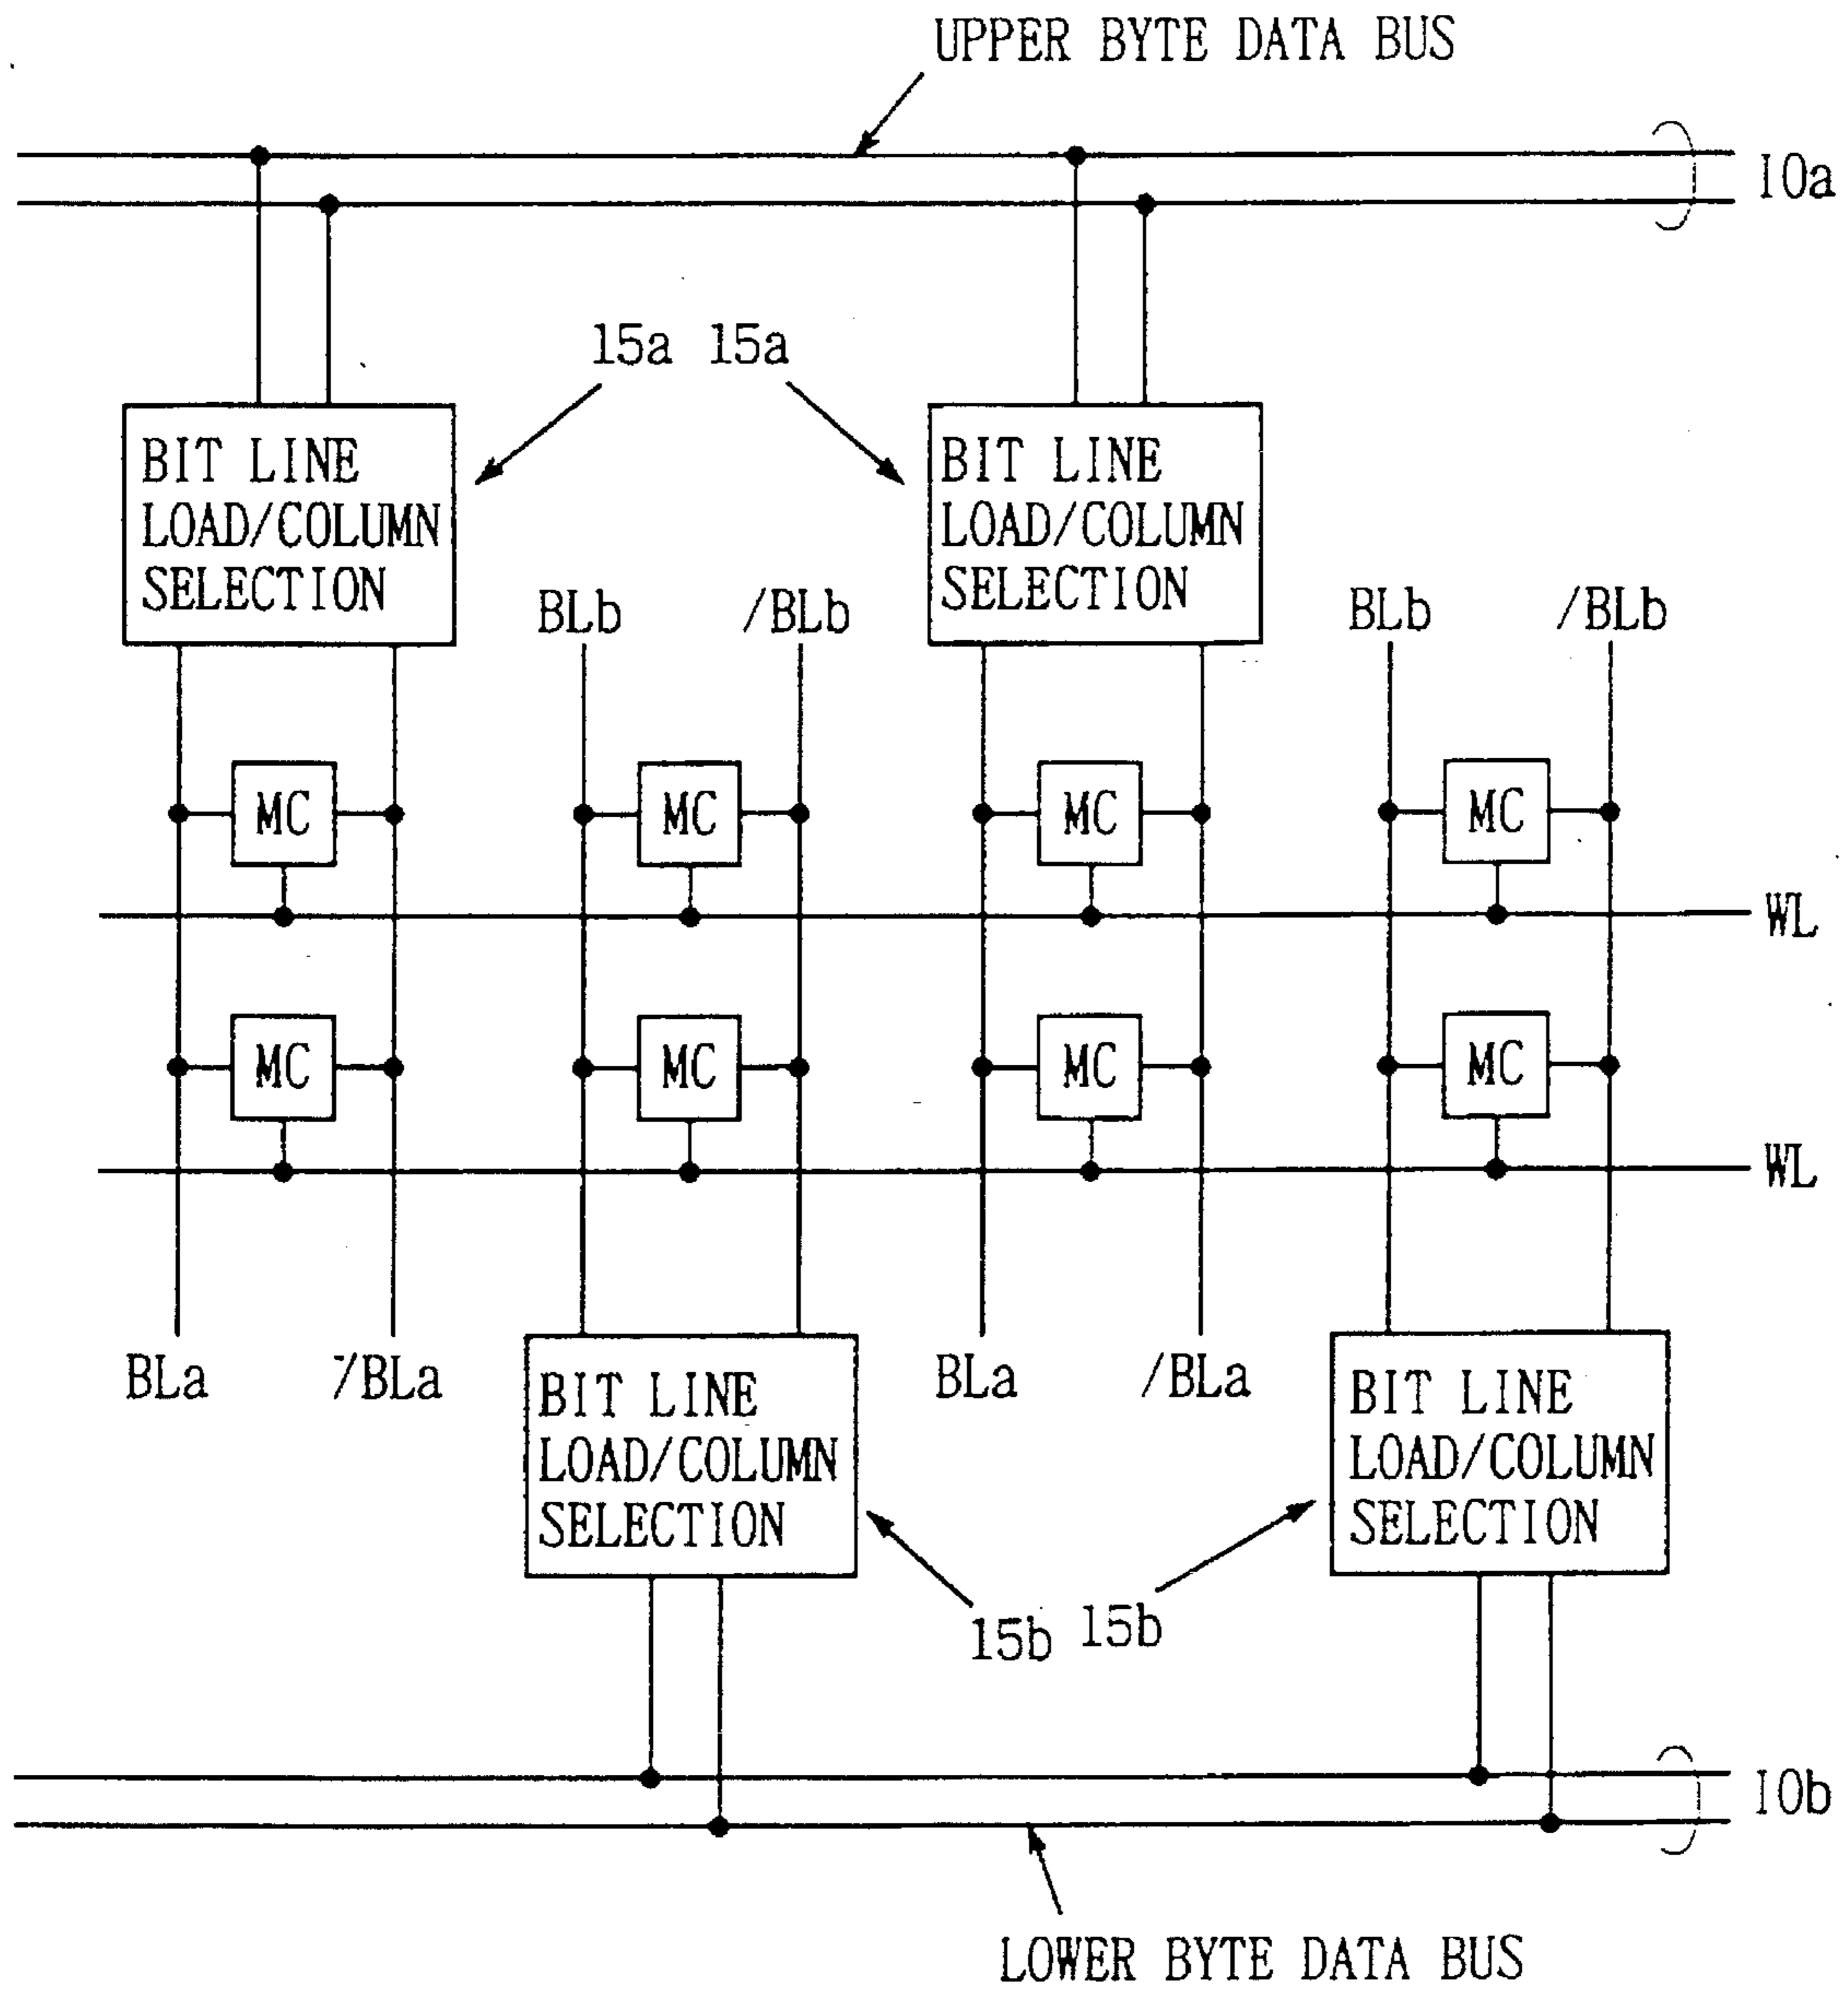 UPPER BYTE DATA BUS
IOa
15a 15a
BIT LINE
LOAD/COLUMN
SELECTION
BIT LINE
LOAD/COLUMN
SELECTION
BLb /BLb
BLb /BLb
MC MC MC MC
WL
MC MC MC MC
WL
BLa /BLa
BLa /BLa
BIT LINE
LOAD/COLUMN
SELECTION
BIT LINE
LOAD/COLUMN
SELECTION
15b 15b
IOb
LOWER BYTE DATA BUS